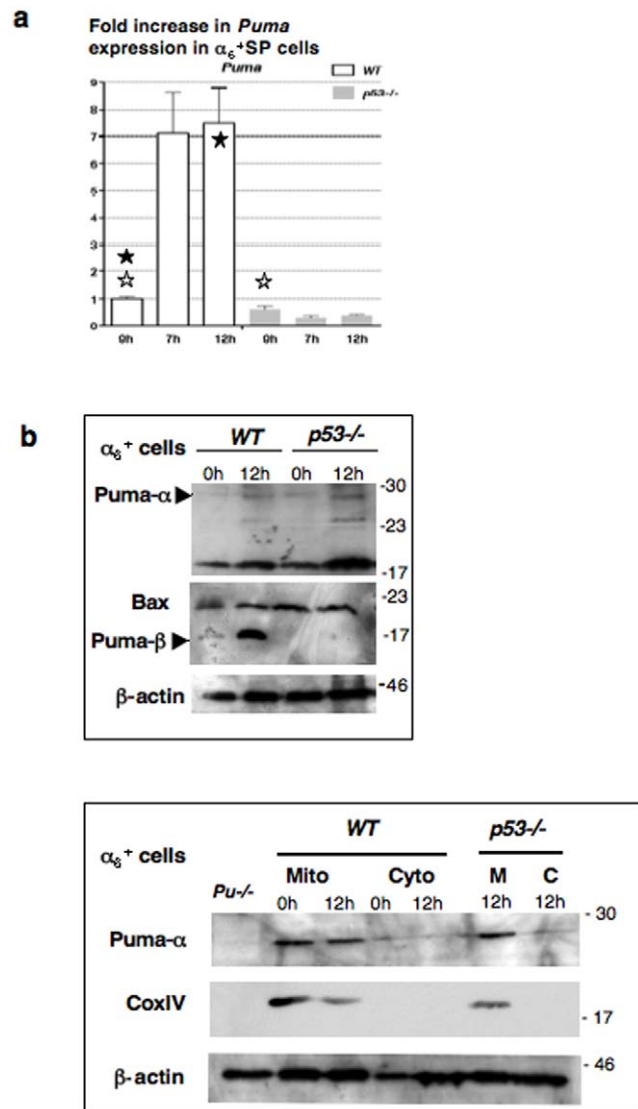 a
Fold increase in Puma
expression in α₆⁺SP cells
Puma
WT
p53-/-
9
8
7
6
5
4
3
2
1
0
0h 7h 12h 0h 7h 12h
b
α₆⁺ cells WT p53-/-
0h 12h 0h 12h
Puma-α -30
-23
-17
Bax -23
Puma-β -17
β-actin -46
WT p53-/-
α₆⁺ cells
Pu-/- Mito Cyto M C
0h 12h 0h 12h 12h 12h
- 30
Puma-α
CoxIV
- 17
- 46
β-actin